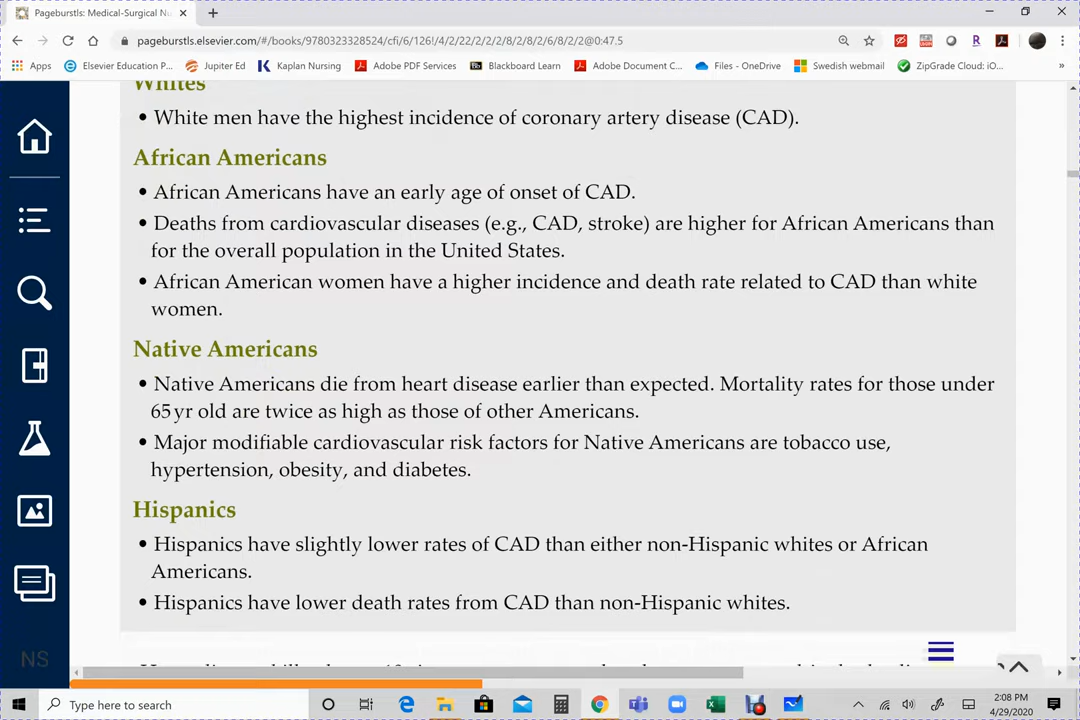 Pageburstls: Medical-Surgical Nu
pageburstls.elsevier.com/#/books/9780323328524/cfi/6/126!/4/2/22/2/2/2/8/2/8/2/6/8/2/2@0:47.5
Apps Elsevier Education P... Jupiter Ed Kaplan Nursing Adobe PDF Services Bb Blackboard Learn Adobe Document C... Files - OneDrive Swedish webmail ZipGrade Cloud: iO... »
Whites
• White men have the highest incidence of coronary artery disease (CAD).
African Americans
• African Americans have an early age of onset of CAD.
• Deaths from cardiovascular diseases (e.g., CAD, stroke) are higher for African Americans than
for the overall population in the United States.
• African American women have a higher incidence and death rate related to CAD than white
women.
Native Americans
• Native Americans die from heart disease earlier than expected. Mortality rates for those under
65 yr old are twice as high as those of other Americans.
• Major modifiable cardiovascular risk factors for Native Americans are tobacco use,
hypertension, obesity, and diabetes.
Hispanics
• Hispanics have slightly lower rates of CAD than either non-Hispanic whites or African
Americans.
• Hispanics have lower death rates from CAD than non-Hispanic whites.
NS
Type here to search
2:08 PM
4/29/2020